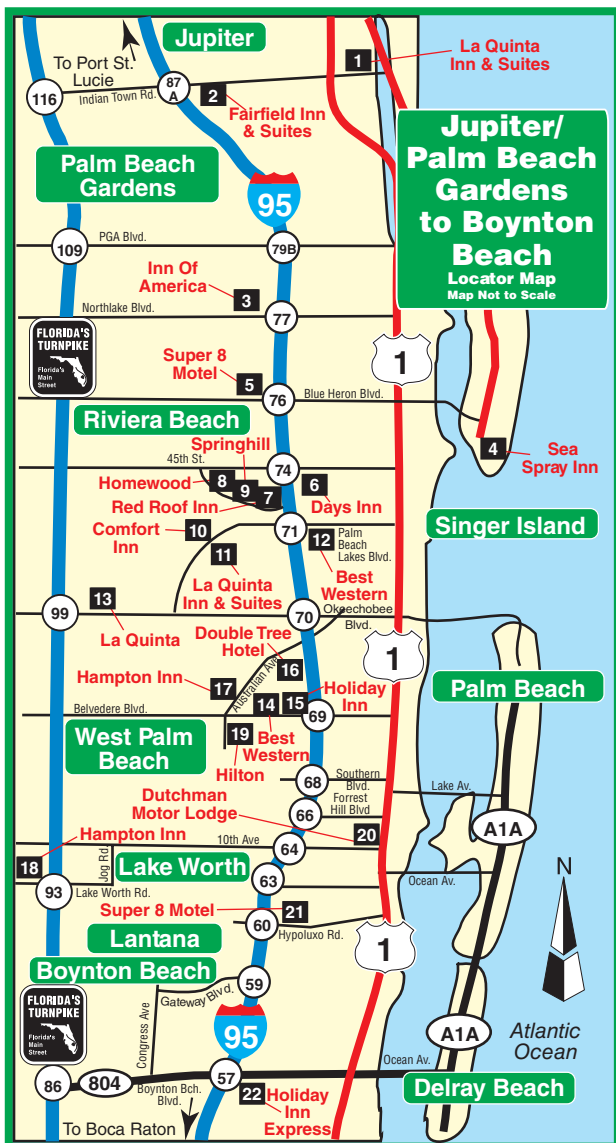 Jupiter
To Port St.
Lucie
1
La Quinta
Inn & Suites
116
Indian Town Rd.
87
A
2
Fairfield Inn
& Suites
Jupiter/
Palm Beach
Gardens
to Boynton
Beach
Locator Map
Map Not to Scale
Palm Beach
Gardens
95
109
PGA Blvd.
79B
Inn Of
America
3
Northlake Blvd.
77
FLORIDA'S
TURNPIKE
Florida's
Main
Street
1
Super 8
Motel
5
76
Blue Heron Blvd.
Riviera Beach
4
Sea
Spray Inn
Springhill
45th St.
74
Homewood
8
9
7
6
Red Roof Inn
Days Inn
Comfort
Inn
10
71
12
Palm
Beach
Lakes Blvd.
Singer Island
11
La Quinta
Inn & Suites
Best
Western
13
99
La Quinta
70
Okeechobee
Blvd.
1
Double Tree
Hotel
16
Australian Ave
Hampton Inn
17
Palm Beach
14
15
Holiday
Inn
Belvedere Blvd.
69
West Palm
Beach
19
Hilton
Best
Western
68
Southern
Blvd.
Lake Av.
Dutchman
Motor Lodge
66
Forrest
Hill Blvd
20
A1A
Hampton Inn
10th Ave
64
18
Jog Rd
Lake Worth
N
93
Lake Worth Rd.
63
Ocean Av.
Super 8 Motel
21
Lantana
60
Hypoluxo Rd.
1
Boynton Beach
59
Gateway Blvd.
FLORIDA'S
TURNPIKE
Florida's
Main
Street
Congress Ave
95
A1A
Atlantic
Ocean
Ocean Av.
86
804
57
Boynton Bch.
Blvd.
22
Holiday
Inn
Express
Delray Beach
To Boca Raton